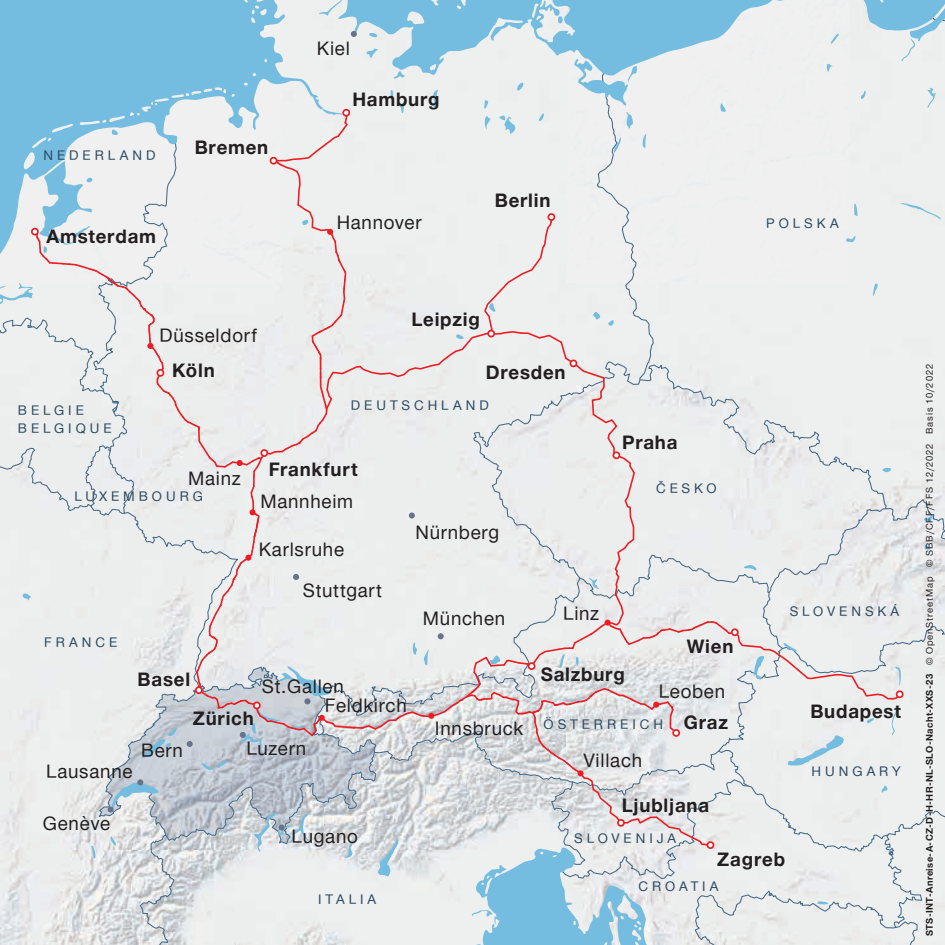 Kiel
Hamburg
Bremen
NEDERLAND
Berlin
Hannover
POLSKA
Amsterdam
Leipzig
Düsseldorf
Köln
Dresden
BELGIE
BELGIQUE
DEUTSCHLAND
Praha
Frankfurt
Mainz
LUXEMBOURG
Mannheim
ČESKO
Nürnberg
Karlsruhe
Stuttgart
München
Linz
SLOVENSKÁ
FRANCE
Wien
Basel
St.Gallen
Salzburg
Leoben
Zürich
Feldkirch
Budapest
Innsbruck
ÖSTERREICH
Graz
Bern
Luzern
Villach
Lausanne
HUNGARY
Ljubljana
Genève
Lugano
SLOVENIJA
Zagreb
CROATIA
ITALIA
STS-INT-Anreise-A-CZ-D-H-HR-NL-SLO-Nacht-XXS-23 © OpenStreetMap © SBB/CFF/FFS 12/2022 Basis 10/2022